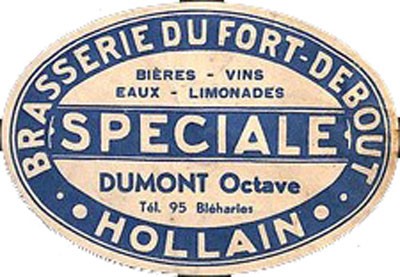 BRASSERIE DU FORT-DEBOUT
BIÈRES - VINS
EAUX - LIMONADES
SPECIALE
DUMONT Octave
Tél. 95 Bléharies
HOLLAIN